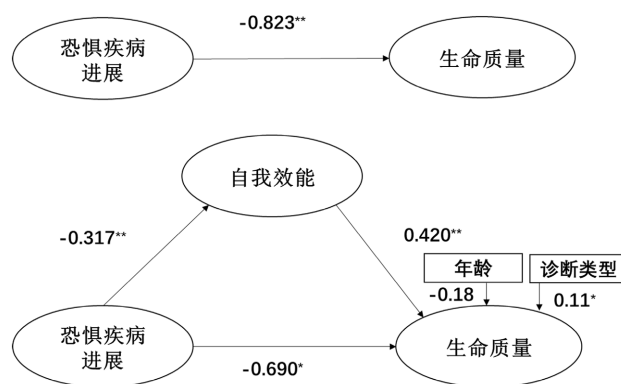 -0.823**
恐惧疾病
进展
生命质量
自我效能
-0.317**
0.420**
年龄
诊断类型
-0.18
0.11*
恐惧疾病
进展
生命质量
-0.690*